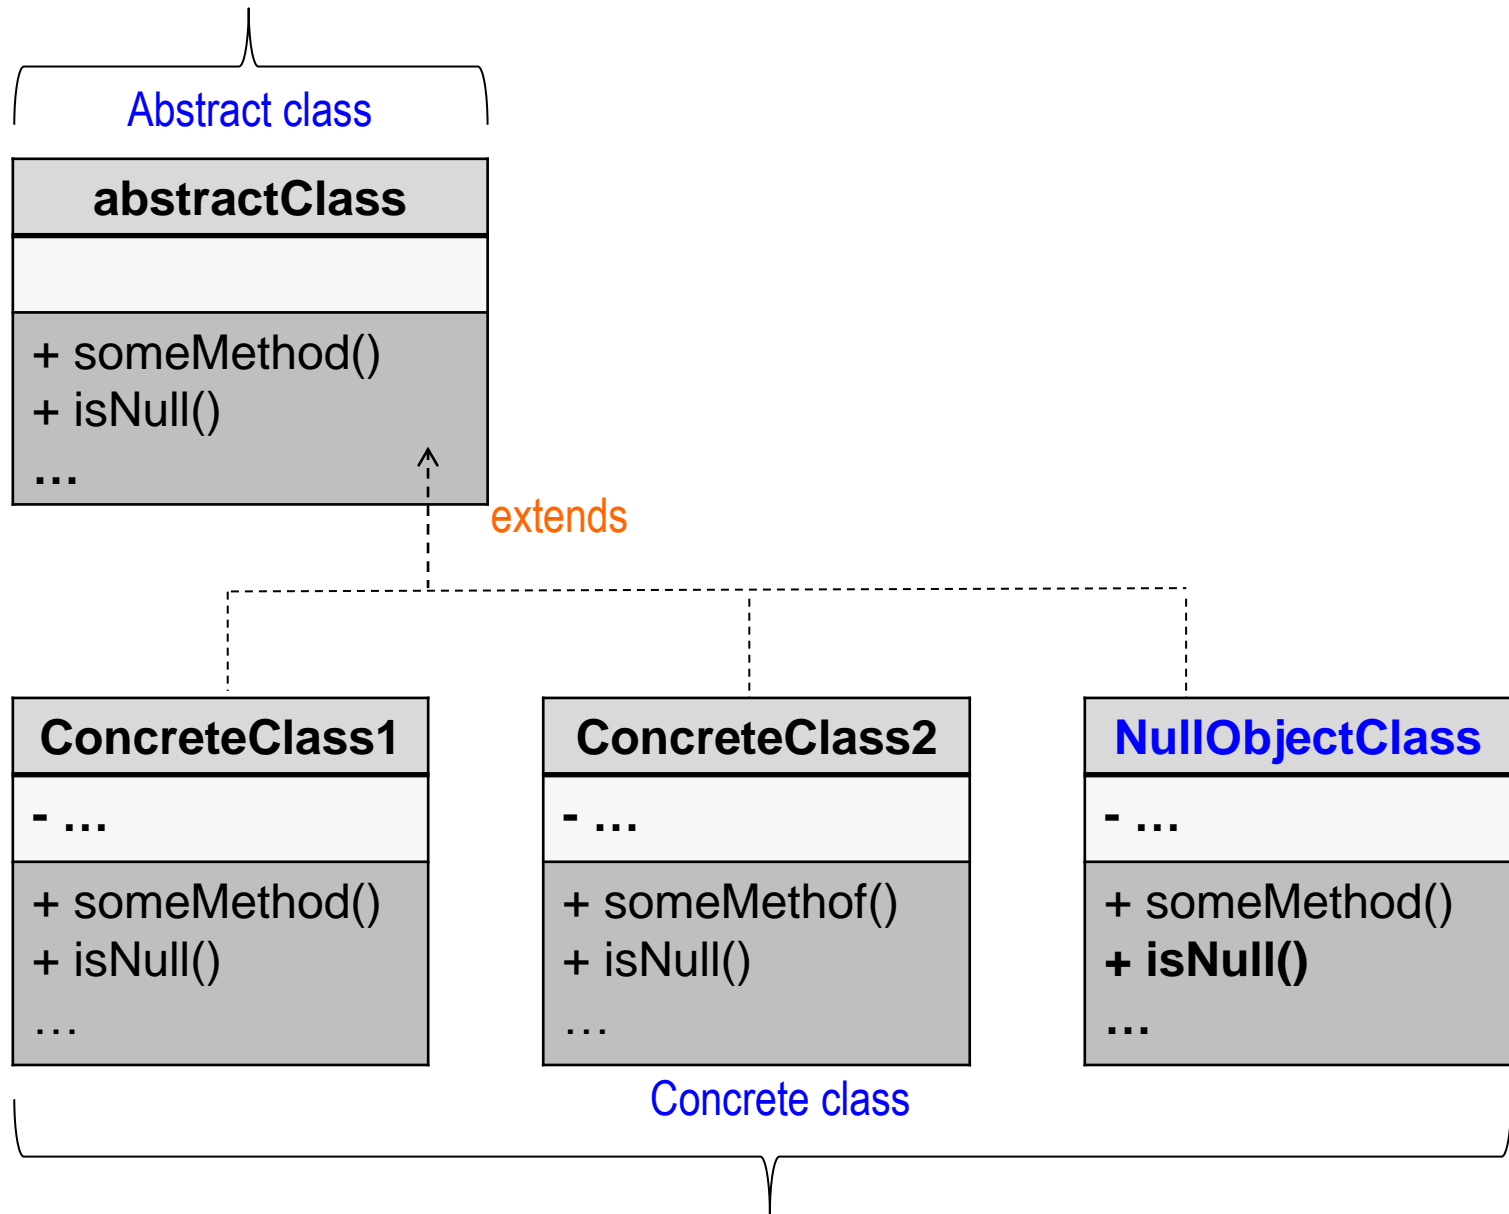 Abstract class
abstractClass
+ someMethod()
+ isNull()
…
extends
ConcreteClass1
- …
+ someMethod()
+ isNull()
…
ConcreteClass2
- …
+ someMethof()
+ isNull()
…
NullObjectClass
- …
+ someMethod()
+ isNull()
…
Concrete class